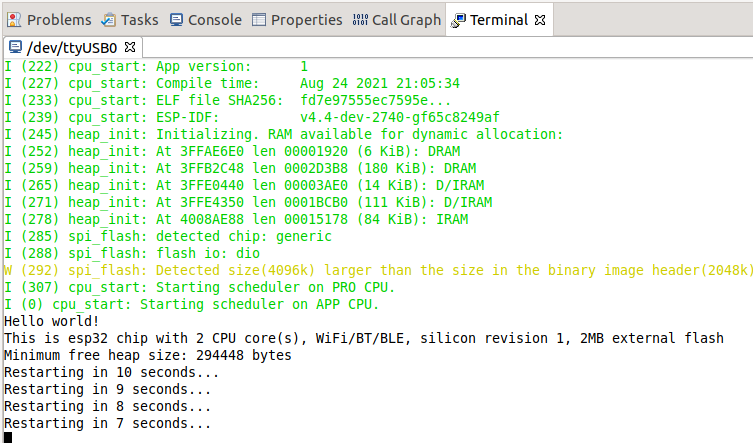 Problems Tasks Console Properties Call Graph Terminal
/dev/ttyUSB0
I (222) cpu_start: App version:      1
I (227) cpu_start: Compile time:     Aug 24 2021 21:05:34
I (233) cpu_start: ELF file SHA256:  fd7e97555ec7595e...
I (239) cpu_start: ESP-IDF:          v4.4-dev-2740-gf65c8249af
I (245) heap_init: Initializing. RAM available for dynamic allocation:
I (252) heap_init: At 3FFAE6E0 len 00001920 (6 KiB): DRAM
I (259) heap_init: At 3FFB2C48 len 0002D3B8 (180 KiB): DRAM
I (265) heap_init: At 3FFE0440 len 00003AE0 (14 KiB): D/IRAM
I (271) heap_init: At 3FFE4350 len 0001BCB0 (111 KiB): D/IRAM
I (278) heap_init: At 4008AE88 len 00015178 (84 KiB): IRAM
I (285) spi_flash: detected chip: generic
I (288) spi_flash: flash io: dio
W (292) spi_flash: Detected size(4096k) larger than the size in the binary image header(2048k)
I (307) cpu_start: Starting scheduler on PRO CPU.
I (0) cpu_start: Starting scheduler on APP CPU.
Hello world!
This is esp32 chip with 2 CPU core(s), WiFi/BT/BLE, silicon revision 1, 2MB external flash
Minimum free heap size: 294448 bytes
Restarting in 10 seconds...
Restarting in 9 seconds...
Restarting in 8 seconds...
Restarting in 7 seconds...